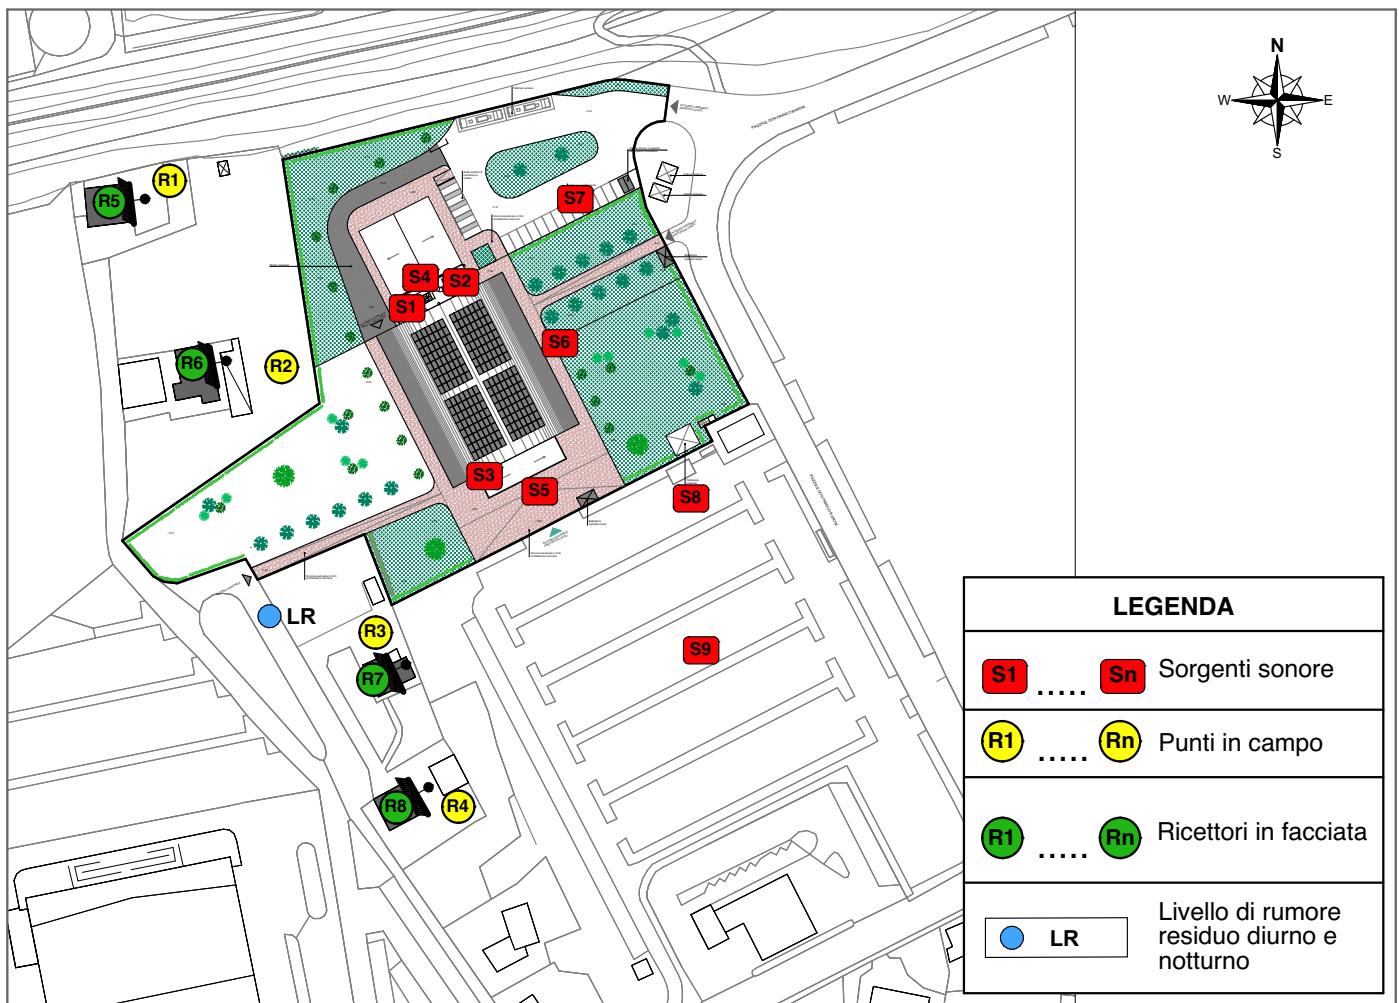 N
W E
S
R1
R5
S7
S4
S2
S1
S6
R6
R2
S3
S5
S8
LR
R3
S9
R7
R8
R4
LEGENDA
S1 ..... Sn Sorgenti sonore
R1 ..... Rn Punti in campo
R1 ..... Rn Ricettori in facciata
LR
Livello di rumore
residuo diurno e
notturno